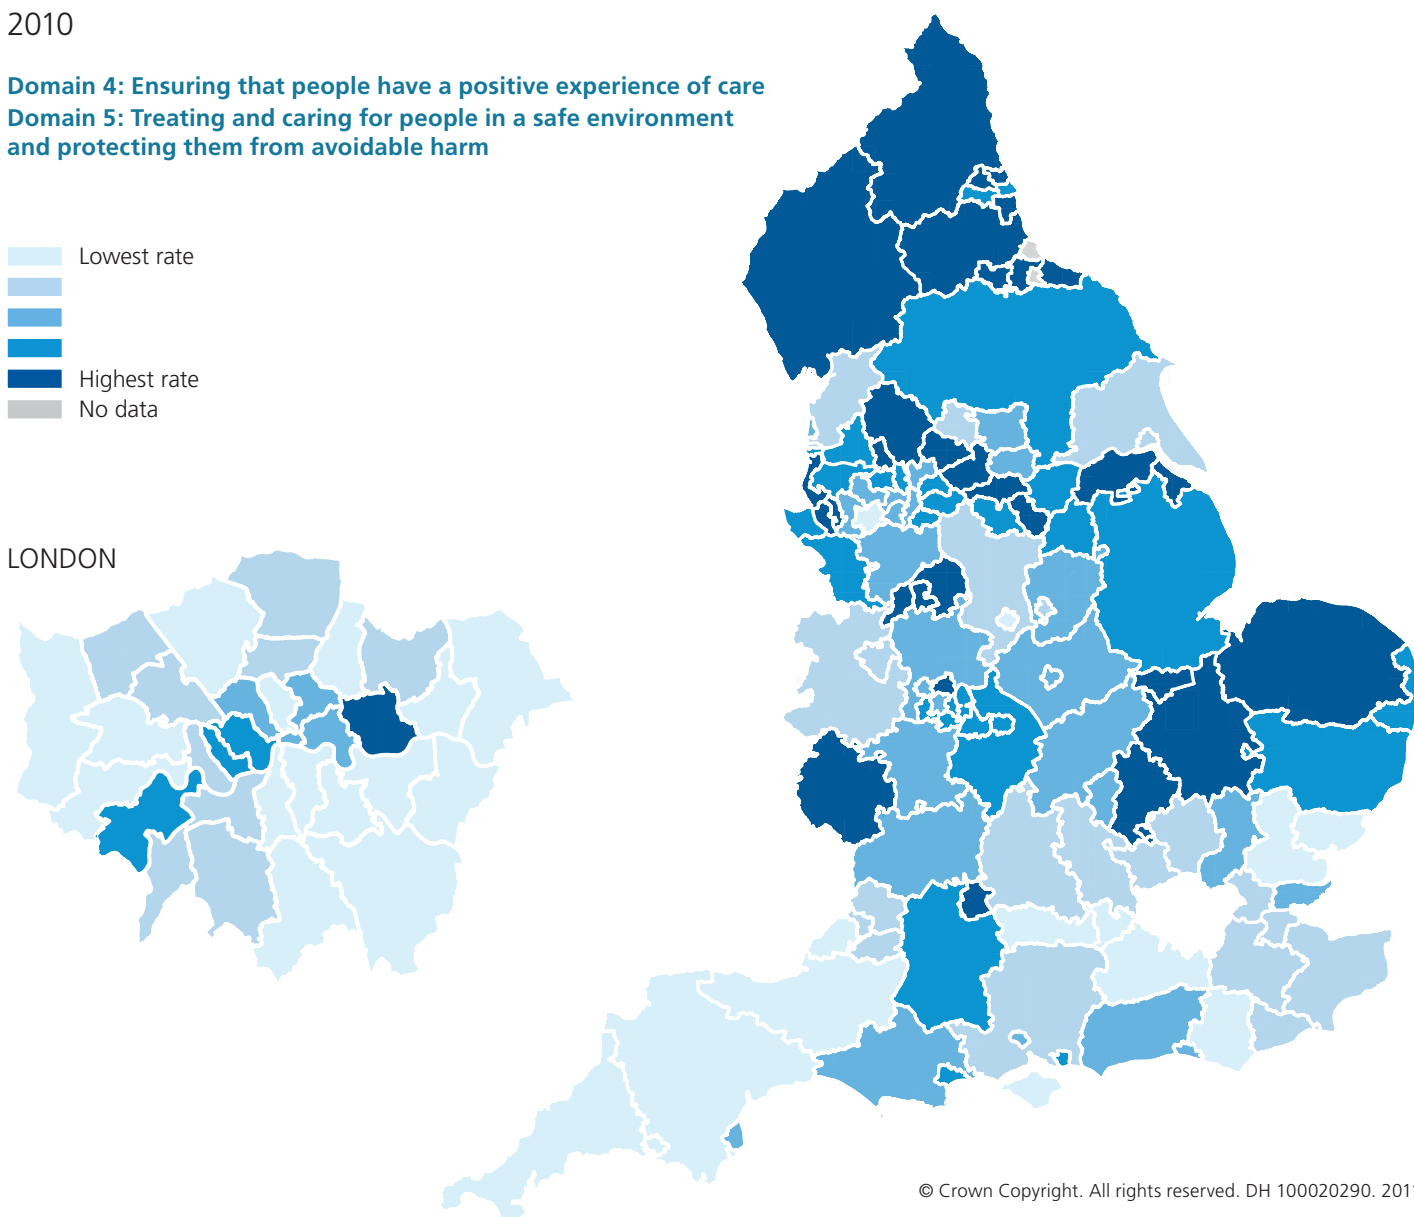 2010
Domain 4: Ensuring that people have a positive experience of care
Domain 5: Treating and caring for people in a safe environment
and protecting them from avoidable harm
Lowest rate
Highest rate
No data
LONDON
© Crown Copyright. All rights reserved. DH 100020290. 201